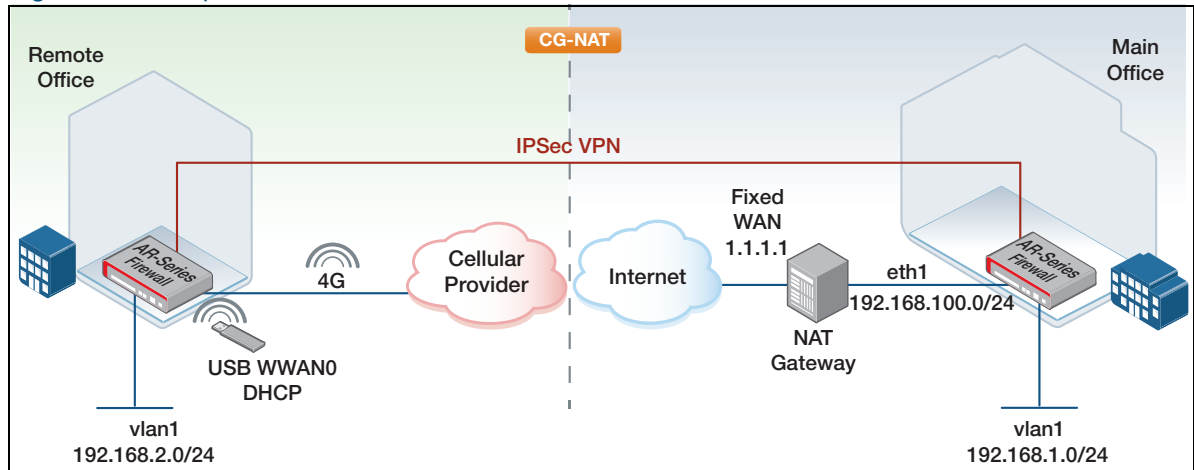 CG-NAT
Remote
Office
Main
Office
IPSec VPN
Fixed
WAN
1.1.1.1
AR-Series
Firewall
4G
Cellular
Provider
Internet
eth1
192.168.100.0/24
AR-Series
Firewall
USB WWAN0
DHCP
NAT
Gateway
vlan1
192.168.2.0/24
vlan1
192.168.1.0/24